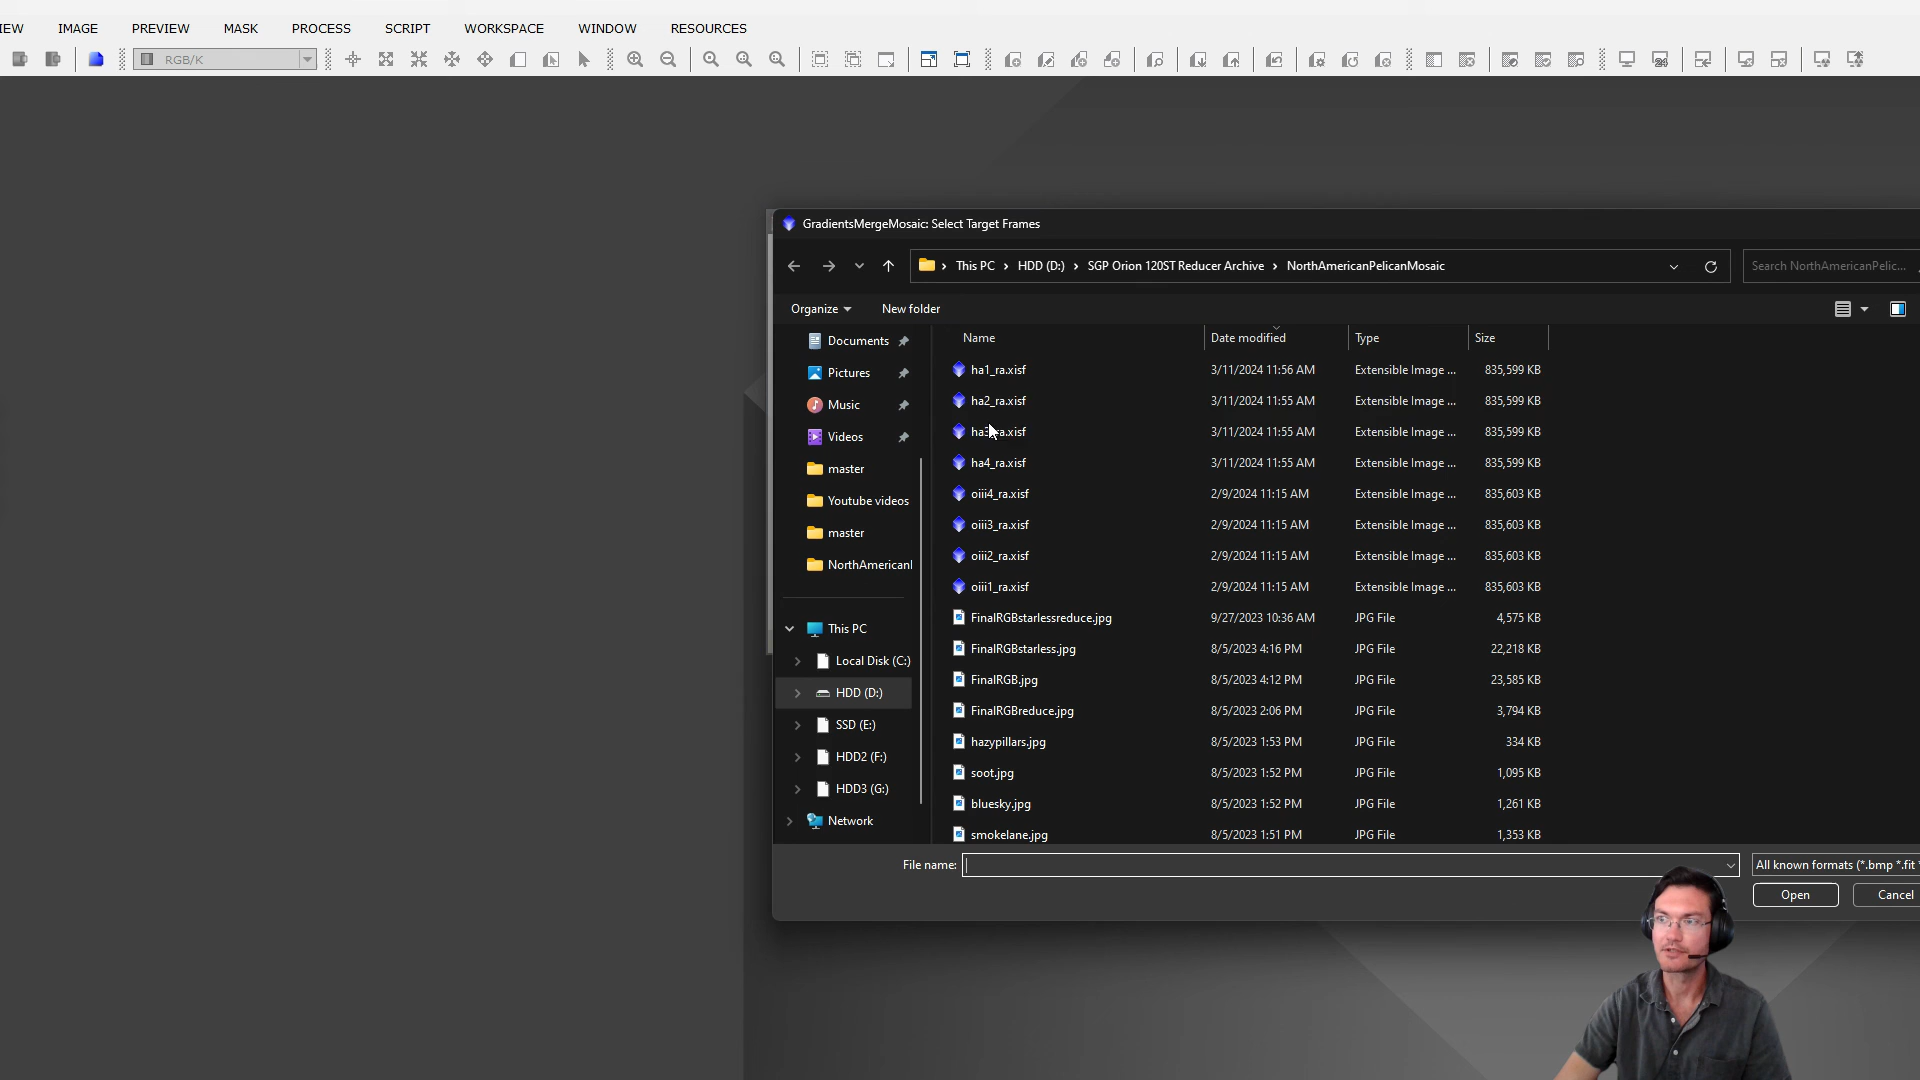 EW IMAGE PREVIEW MASK PROCESS SCRIPT WORKSPACE WINDOW RESOURCES
RGB/K
24
GradientsMergeMosaic: Select Target Frames
This PC › HDD (D:) › SGP Orion 120ST Reducer Archive › NorthAmericanPelicanMosaic
Search NorthAmericanPelic...
Organize New folder
Documents
Pictures
Music
Videos
master
Youtube videos
master
NorthAmericanI
This PC
Local Disk (C:)
HDD (D:)
SSD (E:)
HDD2 (F:)
HDD3 (G:)
Network
Name Date modified Type Size
ha1_ra.xisf 3/11/2024 11:56 AM Extensible Image ... 835,599 KB
ha2_ra.xisf 3/11/2024 11:55 AM Extensible Image ... 835,599 KB
ha3_ra.xisf 3/11/2024 11:55 AM Extensible Image ... 835,599 KB
ha4_ra.xisf 3/11/2024 11:55 AM Extensible Image ... 835,599 KB
oiii4_ra.xisf 2/9/2024 11:15 AM Extensible Image ... 835,603 KB
oiii3_ra.xisf 2/9/2024 11:15 AM Extensible Image ... 835,603 KB
oiii2_ra.xisf 2/9/2024 11:15 AM Extensible Image ... 835,603 KB
oiii1_ra.xisf 2/9/2024 11:15 AM Extensible Image ... 835,603 KB
FinalRGBstarlessreduce.jpg 9/27/2023 10:36 AM JPG File 4,575 KB
FinalRGBstarless.jpg 8/5/2023 4:16 PM JPG File 22,218 KB
FinalRGB.jpg 8/5/2023 4:12 PM JPG File 23,585 KB
FinalRGBreduce.jpg 8/5/2023 2:06 PM JPG File 3,794 KB
hazypillars.jpg 8/5/2023 1:53 PM JPG File 334 KB
soot.jpg 8/5/2023 1:52 PM JPG File 1,095 KB
bluesky.jpg 8/5/2023 1:52 PM JPG File 1,261 KB
smokelane.jpg 8/5/2023 1:51 PM JPG File 1,353 KB
File name:
All known formats (*.bmp *.fit *
Open Cancel